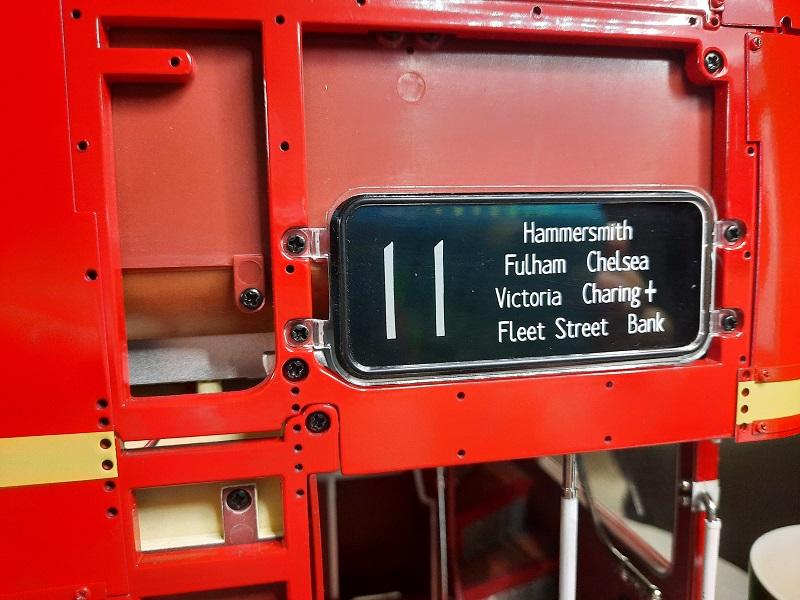 11
Hammersmith
Fulham Chelsea
Victoria Charing +
Fleet Street Bank